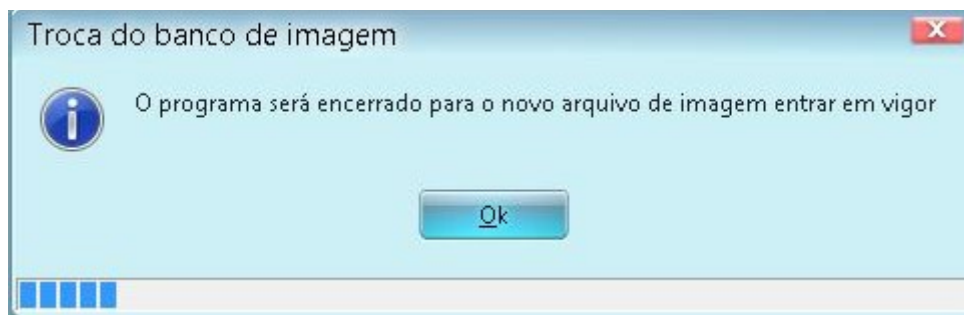 Troca do banco de imagem
O programa será encerrado para o novo arquivo de imagem entrar em vigor
Ok